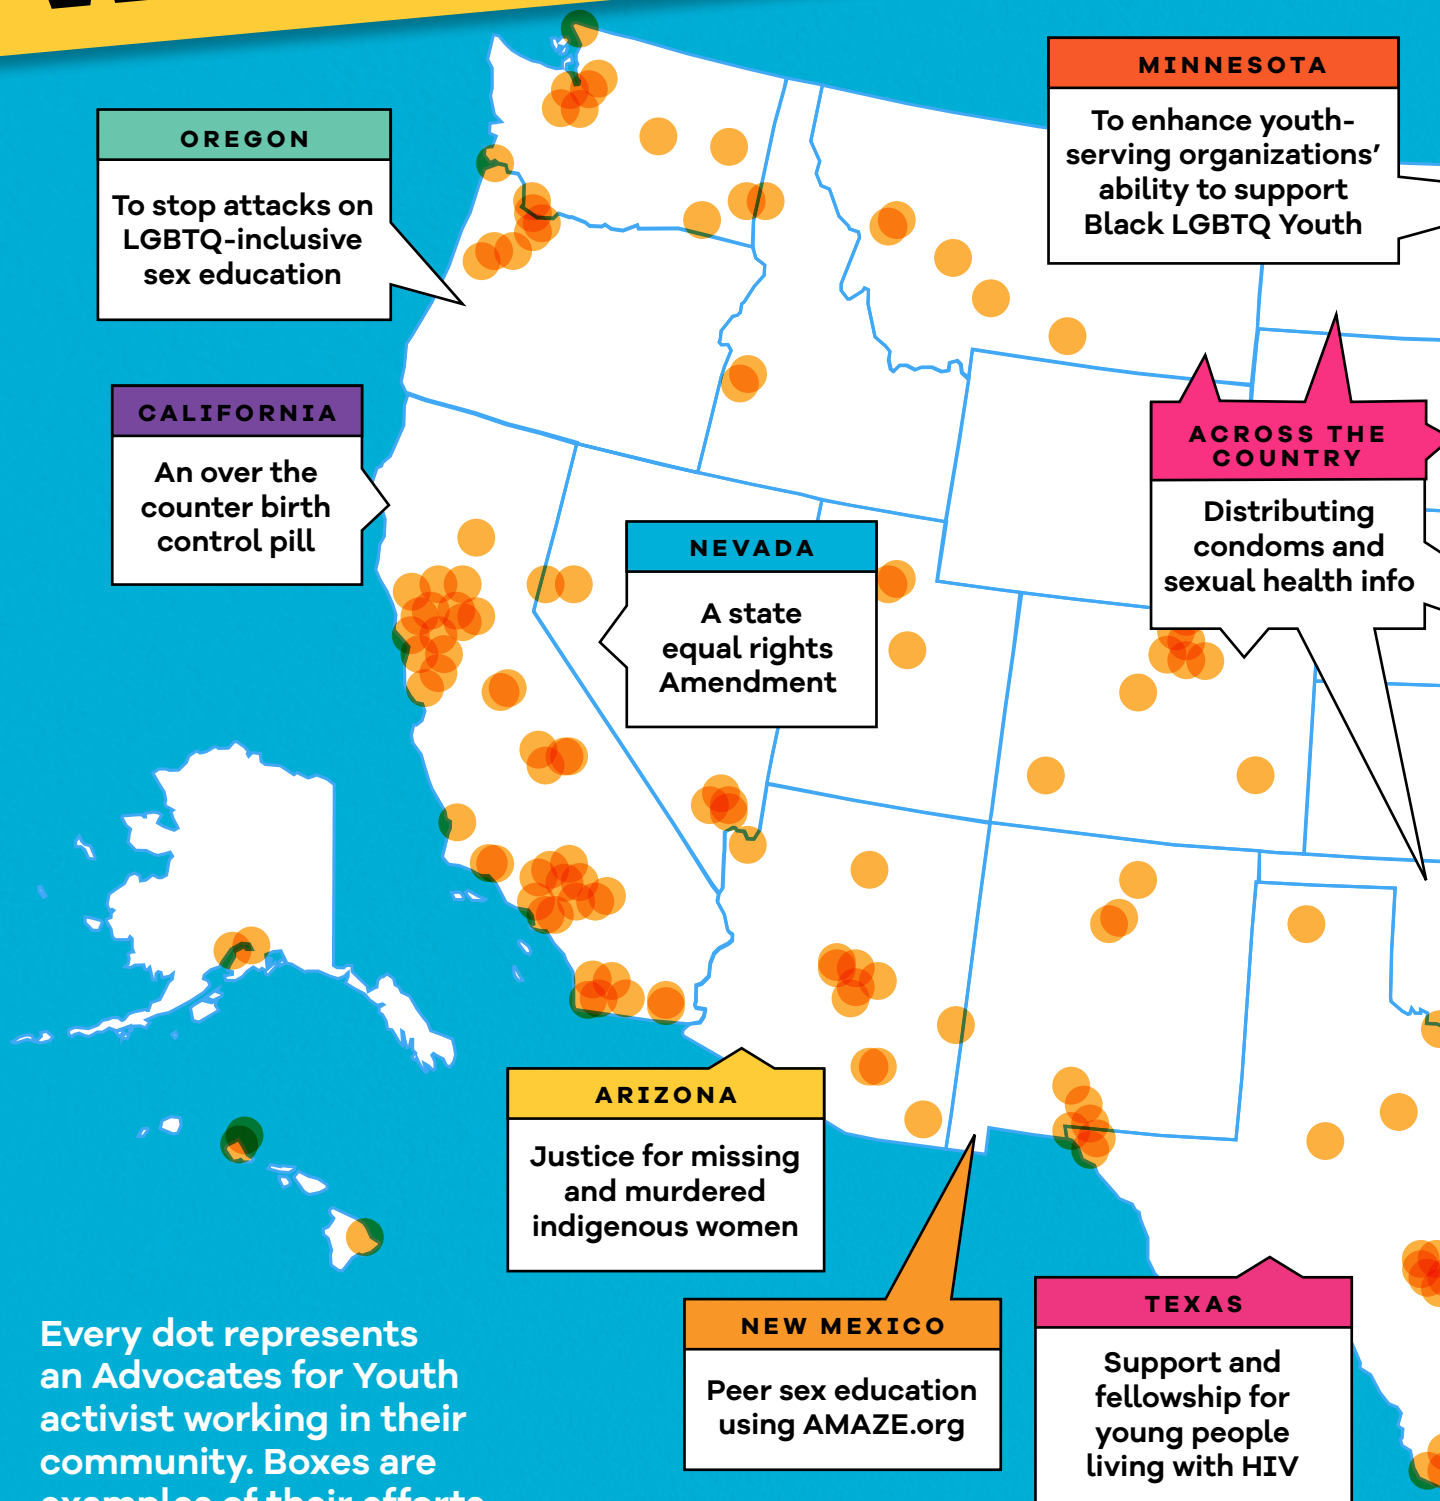 MINNESOTA
To enhance youth-
serving organizations’
ability to support
Black LGBTQ Youth
OREGON
To stop attacks on
LGBTQ-inclusive
sex education
CALIFORNIA
An over the
counter birth
control pill
ACROSS THE
COUNTRY
Distributing
condoms and
sexual health info
NEVADA
A state
equal rights
Amendment
ARIZONA
Justice for missing
and murdered
indigenous women
NEW MEXICO
Peer sex education
using AMAZE.org
TEXAS
Support and
fellowship for
young people
living with HIV
Every dot represents
an Advocates for Youth
activist working in their
community. Boxes are
examples of their efforts